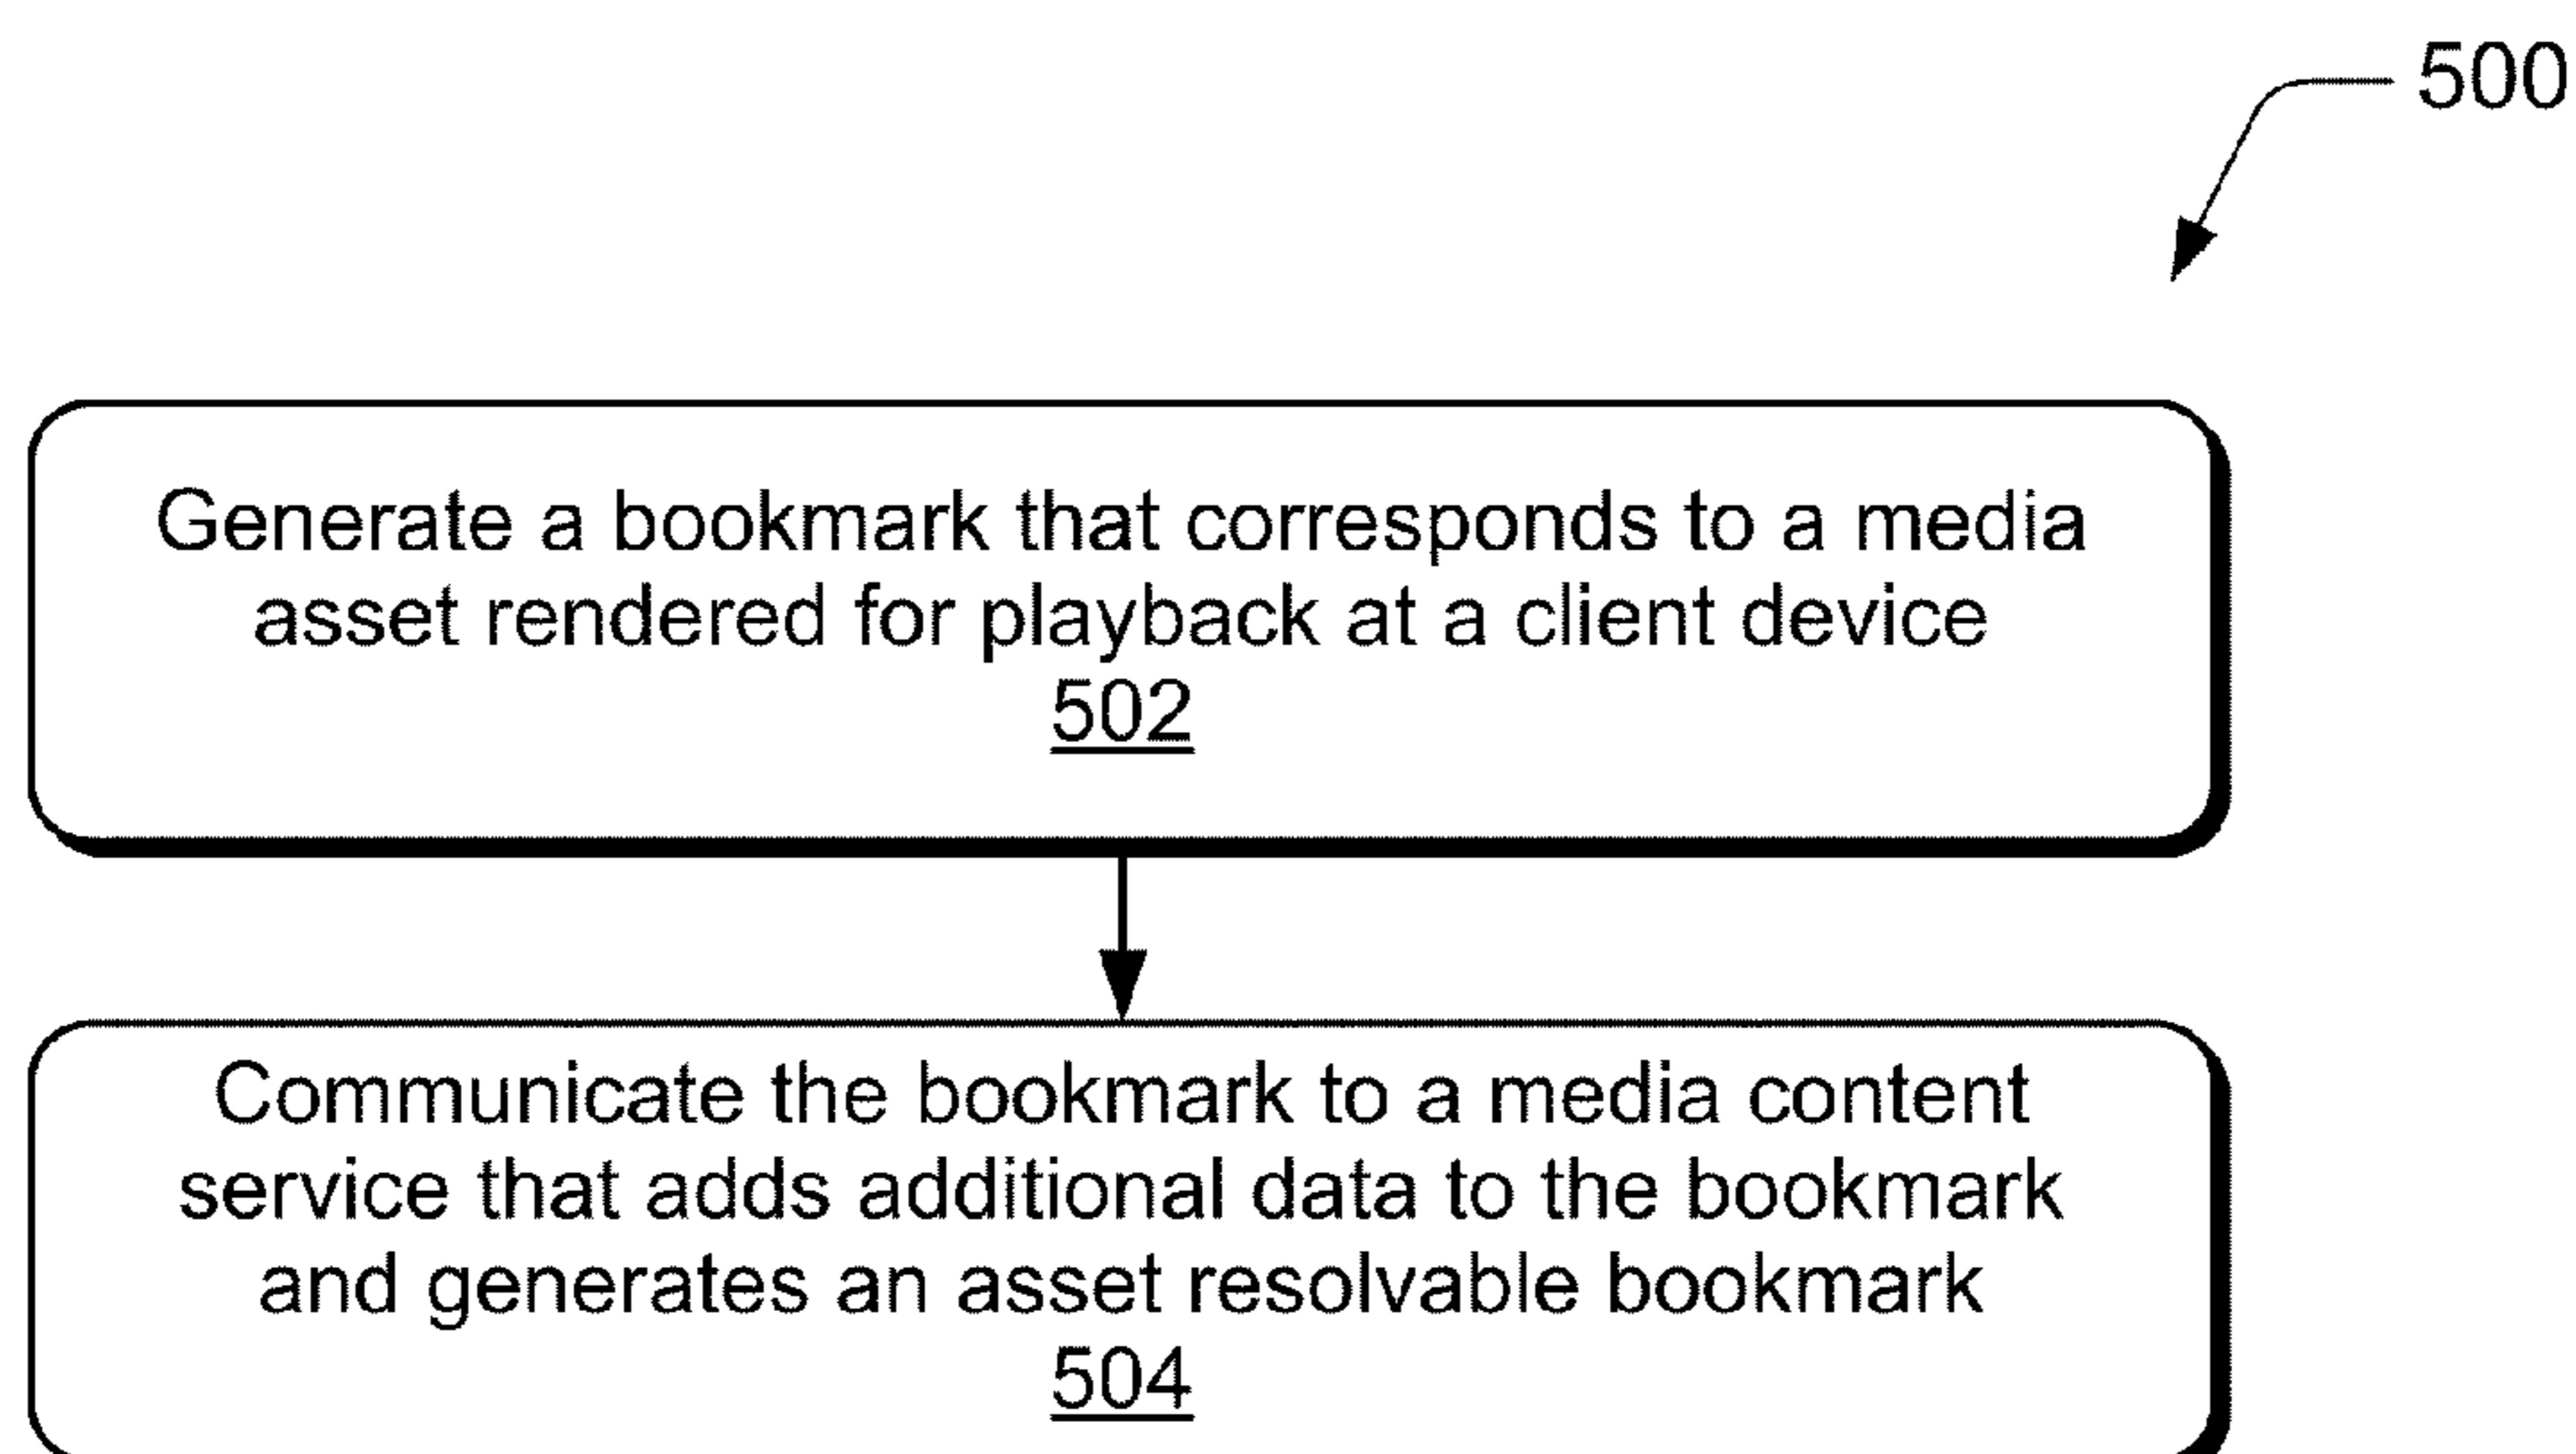 500
Generate a bookmark that corresponds to a media
asset rendered for playback at a client device
502
Communicate the bookmark to a media content
service that adds additional data to the bookmark
and generates an asset resolvable bookmark
504